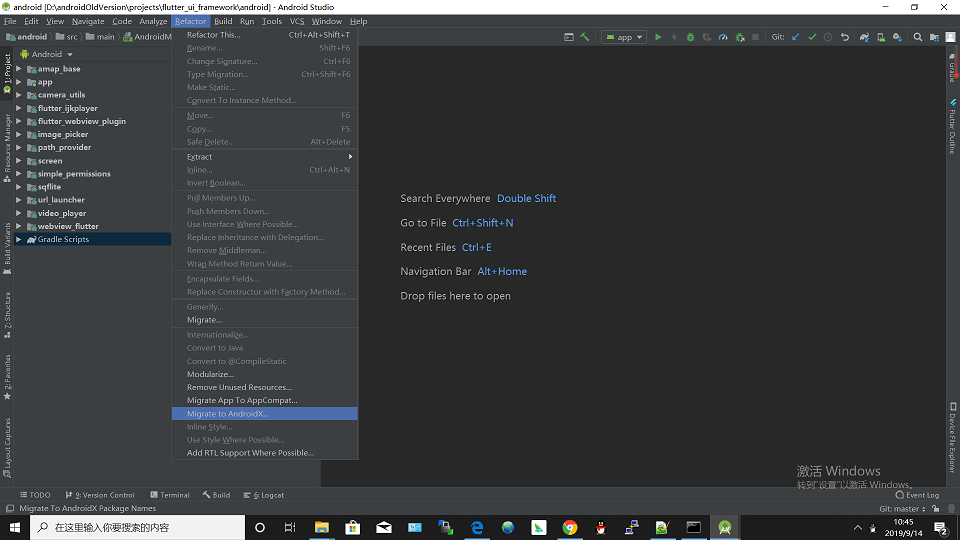 android [D:\androidOldVersion\projects\flutter_ui_framework\android] - Android Studio
File Edit View Navigate Code Analyze Refactor Build Run Tools VCS Window Help
android src main AndroidM
app
Git:
Android
amap_base
app
camera_utils
flutter_ijkplayer
flutter_webview_plugin
image_picker
path_provider
screen
simple_permissions
sqflite
url_launcher
video_player
webview_flutter
Gradle Scripts
1: Project
Resource Manager
Build Variants
7: Structure
2: Favorites
Layout Captures
Refactor This... Ctrl+Alt+Shift+T
Rename... Shift+F6
Change Signature... Ctrl+F6
Type Migration... Ctrl+Shift+F6
Make Static...
Convert To Instance Method...
Move... F6
Copy... F5
Safe Delete... Alt+Delete
Extract
Inline... Ctrl+Alt+N
Invert Boolean...
Pull Members Up...
Push Members Down...
Use Interface Where Possible...
Replace Inheritance with Delegation...
Remove Middleman...
Wrap Method Return Value...
Encapsulate Fields...
Replace Constructor with Factory Method...
Generify...
Migrate...
Internationalize...
Convert to Java
Convert to @CompileStatic
Modularize...
Remove Unused Resources...
Migrate App To AppCompat...
Migrate to AndroidX...
Inline Style...
Use Style Where Possible...
Add RTL Support Where Possible...
Search Everywhere Double Shift
Go to File Ctrl+Shift+N
Recent Files Ctrl+E
Navigation Bar Alt+Home
Drop files here to open
Gradle
Flutter Outline
Device File Explorer
激活 Windows
转到"设置"以激活 Windows。
TODO 9: Version Control Terminal Build 6: Logcat Event Log
Migrate To AndroidX Package Names Git: master
在这里输入你要搜索的内容
10:45
2019/9/14
2